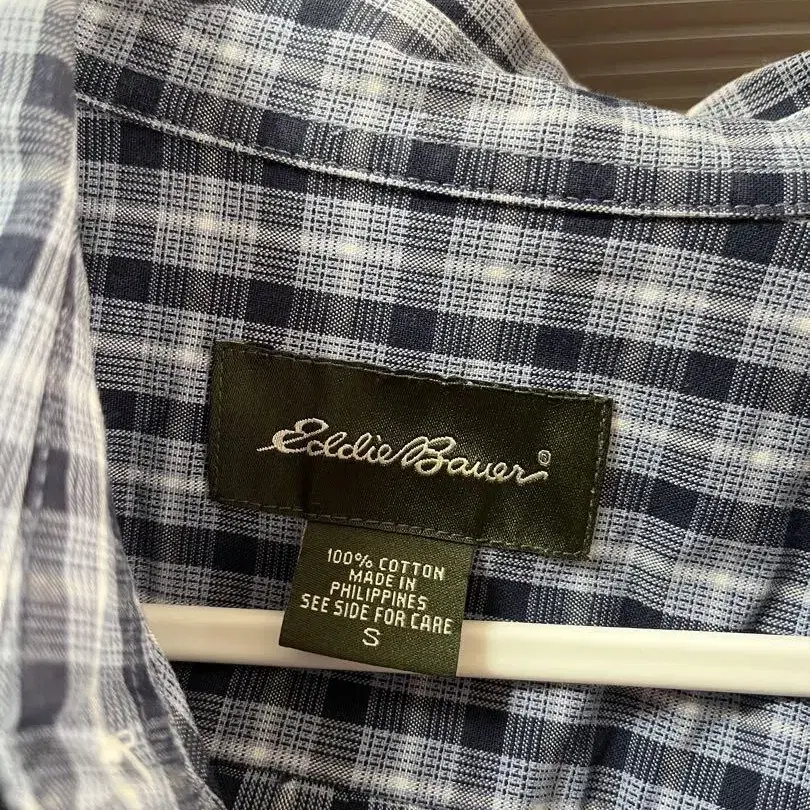 Eddie Bauer®
100% COTTON
MADE IN
PHILIPPINES
SEE SIDE FOR CARE
S